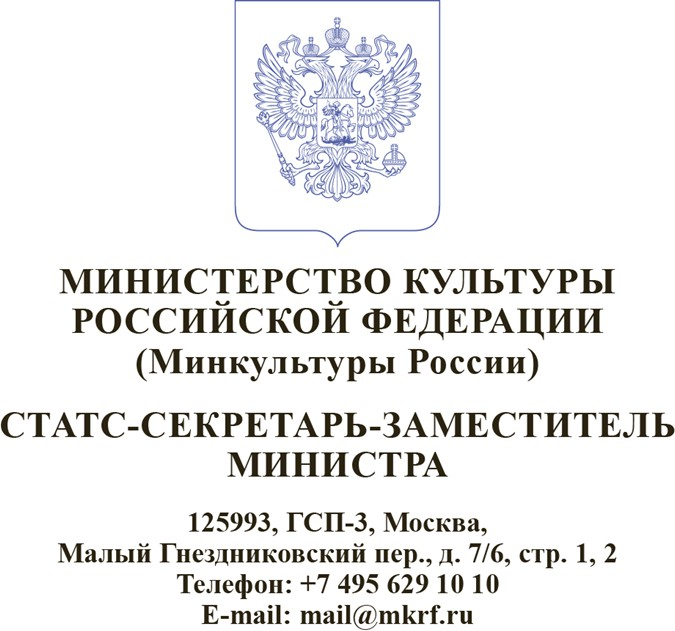 МИНИСТЕРСТВО КУЛЬТУРЫ
РОССИЙСКОЙ ФЕДЕРАЦИИ
(Минкультуры России)
СТАТС-СЕКРЕТАРЬ-ЗАМЕСТИТЕЛЬ
МИНИСТРА
125993, ГСП-3, Москва,
Малый Гнездниковский пер., д. 7/6, стр. 1, 2
Телефон: +7 495 629 10 10
E-mail: mail@mkrf.ru